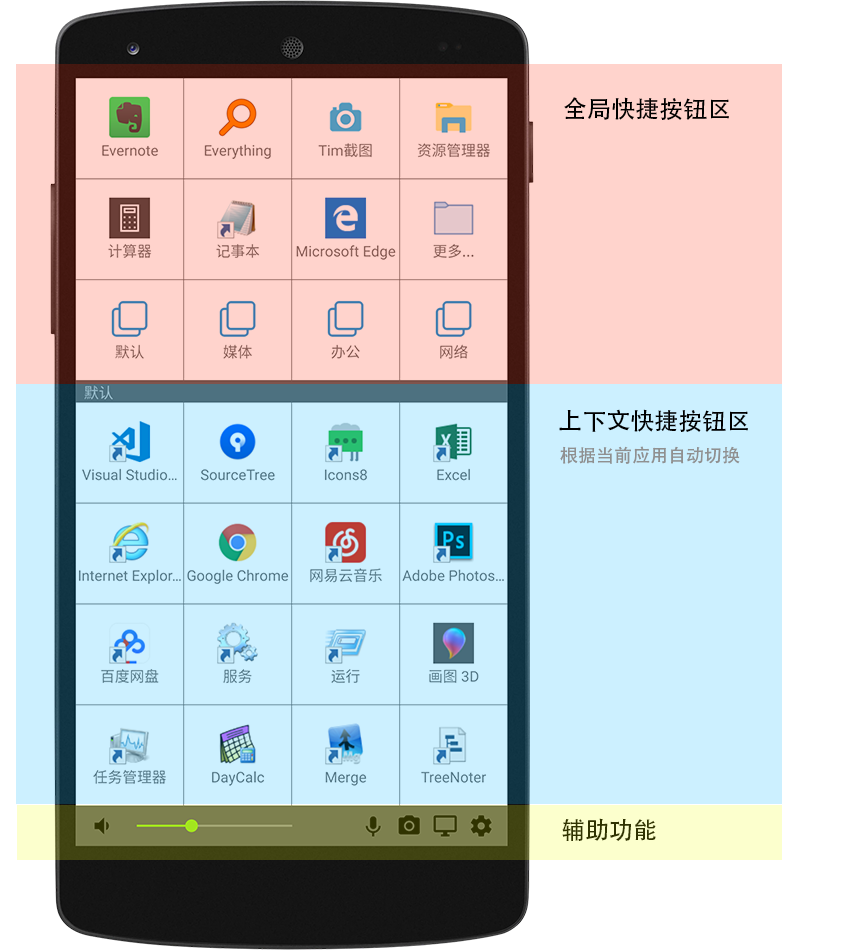 全局快捷按钮区
Evernote
Everything
Tim截图
资源管理器
计算器
记事本
Microsoft Edge
更多...
默认
媒体
办公
网络
默认
上下文快捷按钮区
根据当前应用自动切换
Visual Studio...
SourceTree
Icons8
Excel
Internet Explor...
Google Chrome
网易云音乐
Adobe Photos...
百度网盘
服务
运行
画图 3D
任务管理器
DayCalc
Merge
TreeNoter
辅助功能